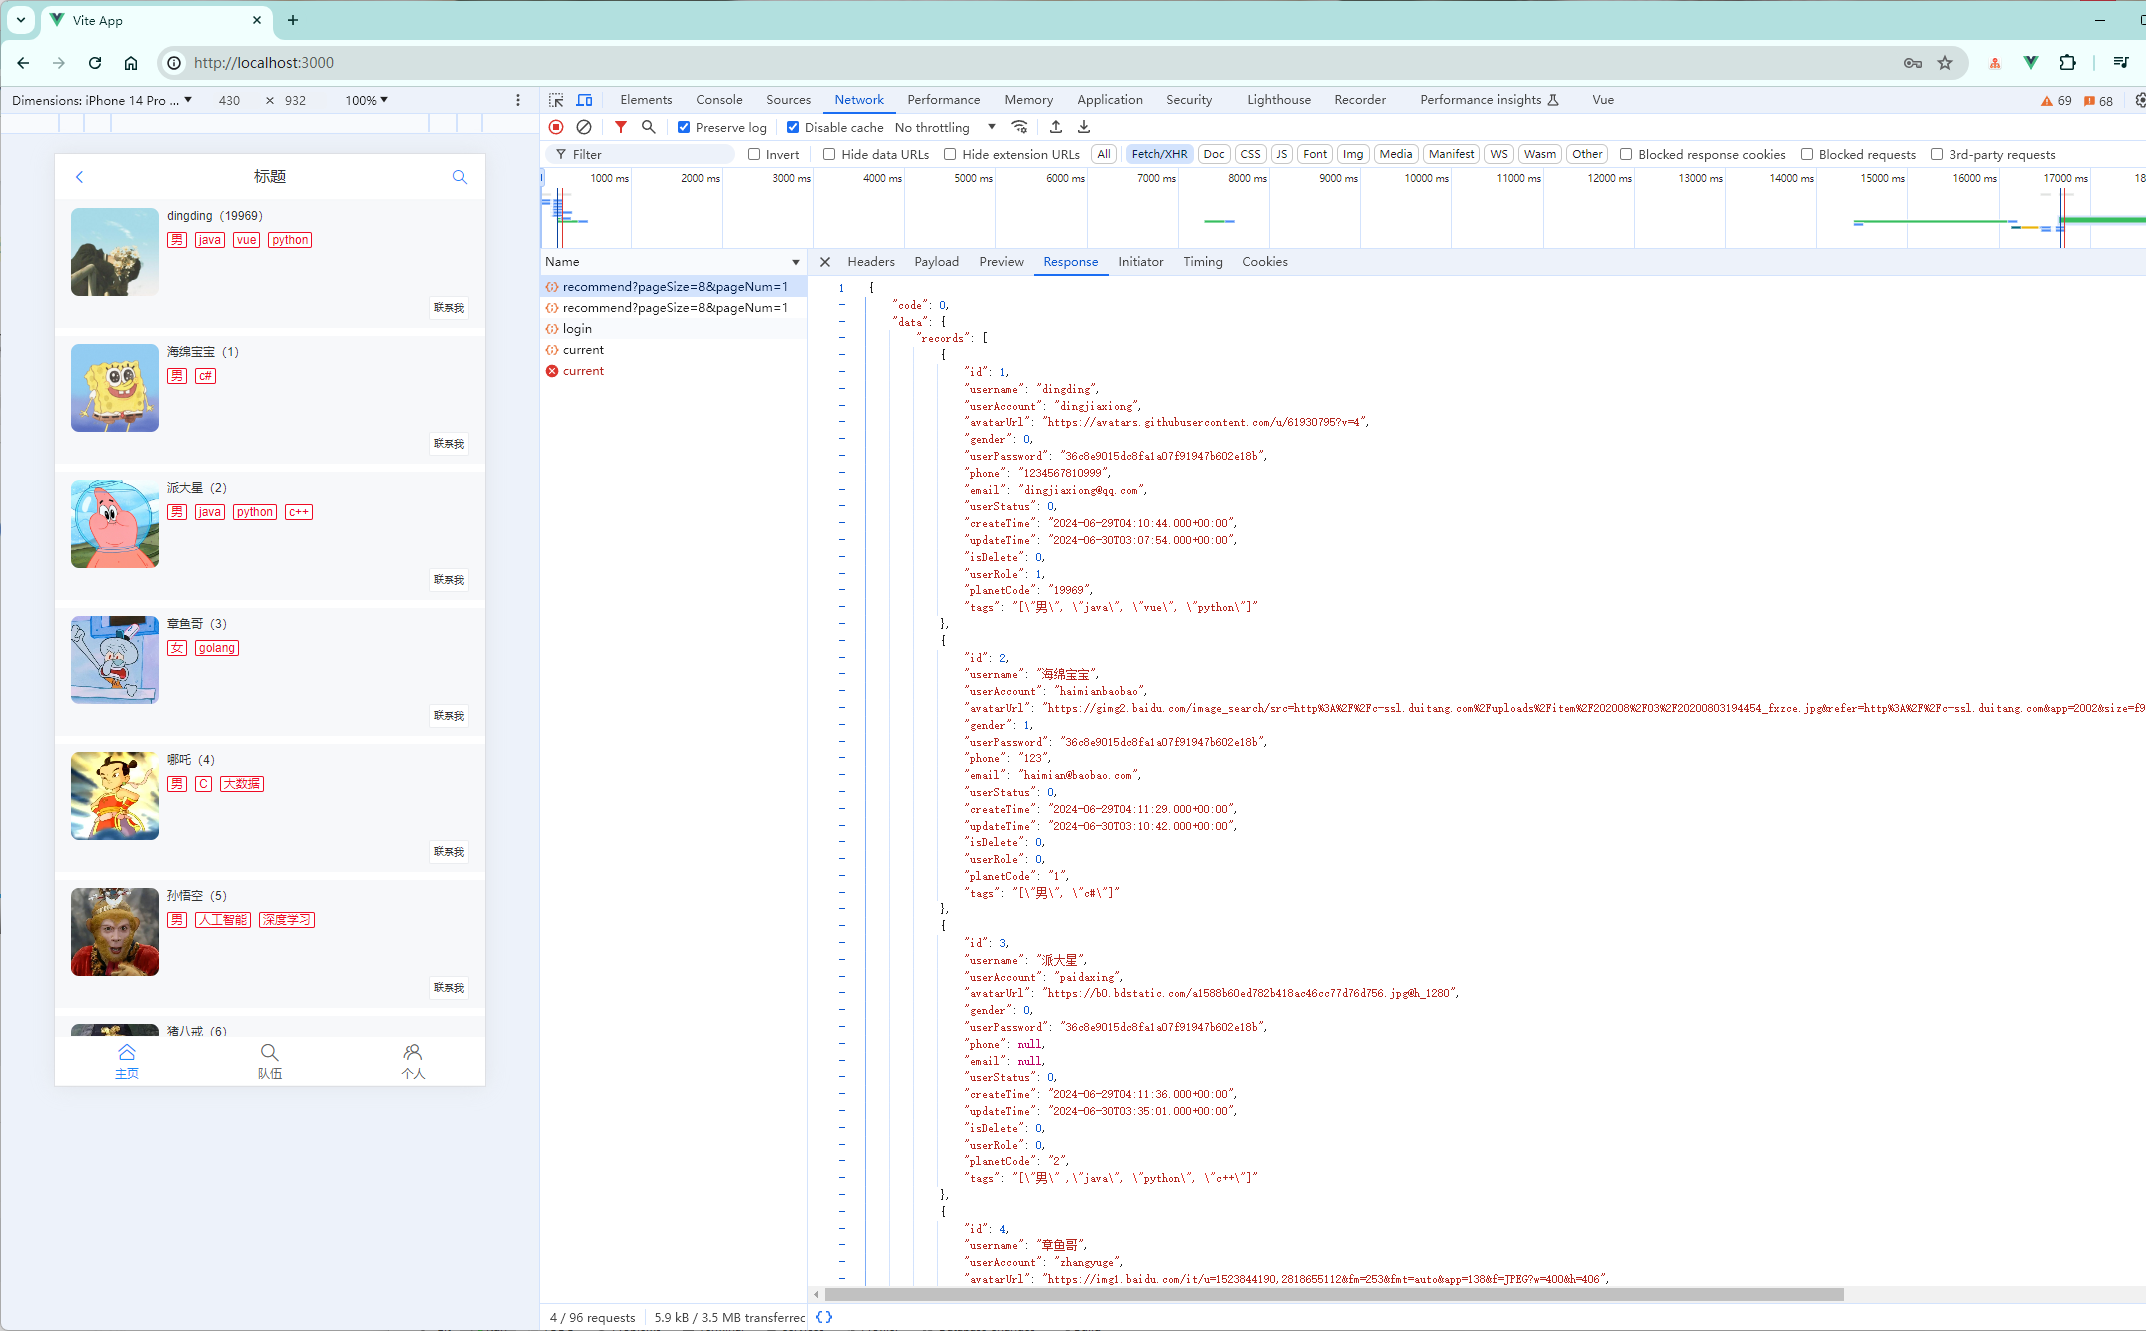 Vite App
http://localhost:3000
Dimensions: iPhone 14 Pro ... 430 × 932 100%
Elements Console Sources Network Performance Memory Application Security Lighthouse Recorder Performance insights Vue 69 68
Preserve log Disable cache No throttling
Filter Invert Hide data URLs Hide extension URLs All Fetch/XHR Doc CSS JS Font Img Media Manifest WS Wasm Other Blocked response cookies Blocked requests 3rd-party requests
1000 ms 2000 ms 3000 ms 4000 ms 5000 ms 6000 ms 7000 ms 8000 ms 9000 ms 10000 ms 11000 ms 12000 ms 13000 ms 14000 ms 15000 ms 16000 ms 17000 ms 18
标题
dingding（19969）
男 java vue python
联系我
海绵宝宝（1）
男 c#
联系我
派大星（2）
男 java python c++
联系我
章鱼哥（3）
女 golang
联系我
哪吒（4）
男 C 大数据
联系我
孙悟空（5）
男 人工智能 深度学习
联系我
猪八戒（6）
主页 队伍 个人
Name
recommend?pageSize=8&pageNum=1
recommend?pageSize=8&pageNum=1
login
current
current
4 / 96 requests 5.9 kB / 3.5 MB transferrec
Headers Payload Preview Response Initiator Timing Cookies
1 {
"code": 0,
"data": {
"records": [
{
"id": 1,
"username": "dingding",
"userAccount": "dingjiaxiong",
"avatarUrl": "https://avatars.githubusercontent.com/u/61930795?v=4",
"gender": 0,
"userPassword": "36c8e9015dc8fa1a07f91947b602e18b",
"phone": "1234567810999",
"email": "dingjiaxiong@qq.com",
"userStatus": 0,
"createTime": "2024-06-29T04:10:44.000+00:00",
"updateTime": "2024-06-30T03:07:54.000+00:00",
"isDelete": 0,
"userRole": 1,
"planetCode": "19969",
"tags": "[\"男\", \"java\", \"vue\", \"python\"]"
},
{
"id": 2,
"username": "海绵宝宝",
"userAccount": "haimianbaobao",
"avatarUrl": "https://gimg2.baidu.com/image_search/src=http%3A%2F%2Fc-ssl.duitang.com%2Fuploads%2Fitem%2F202008%2F03%2F20200803194454_fxzce.jpg&refer=http%3A%2F%2Fc-ssl.duitang.com&app=2002&size=f9
"gender": 1,
"userPassword": "36c8e9015dc8fa1a07f91947b602e18b",
"phone": "123",
"email": "haimian@baobao.com",
"userStatus": 0,
"createTime": "2024-06-29T04:11:29.000+00:00",
"updateTime": "2024-06-30T03:10:42.000+00:00",
"isDelete": 0,
"userRole": 0,
"planetCode": "1",
"tags": "[\"男\", \"c#\"]"
},
{
"id": 3,
"username": "派大星",
"userAccount": "paidaxing",
"avatarUrl": "https://b0.bdstatic.com/a1588b60ed782b418ac46cc77d76d756.jpg@h_1280",
"gender": 0,
"userPassword": "36c8e9015dc8fa1a07f91947b602e18b",
"phone": null,
"email": null,
"userStatus": 0,
"createTime": "2024-06-29T04:11:36.000+00:00",
"updateTime": "2024-06-30T03:35:01.000+00:00",
"isDelete": 0,
"userRole": 0,
"planetCode": "2",
"tags": "[\"男\" ,\"java\", \"python\", \"c++\"]"
},
{
"id": 4,
"username": "章鱼哥",
"userAccount": "zhangyuge",
"avatarUrl": "https://img1.baidu.com/it/u=1523844190,2818655112&fm=253&fmt=auto&app=138&f=JPEG?w=400&h=406",